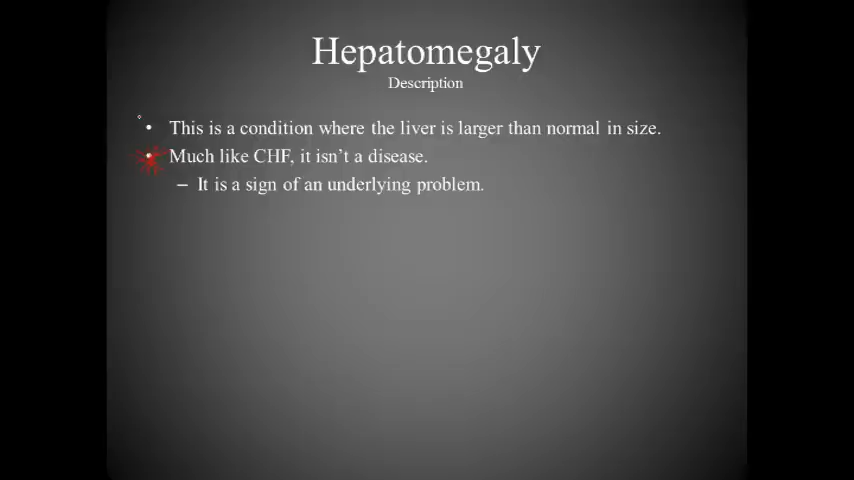 Hepatomegaly
Description
• This is a condition where the liver is larger than normal in size.
• Much like CHF, it isn't a disease.
– It is a sign of an underlying problem.